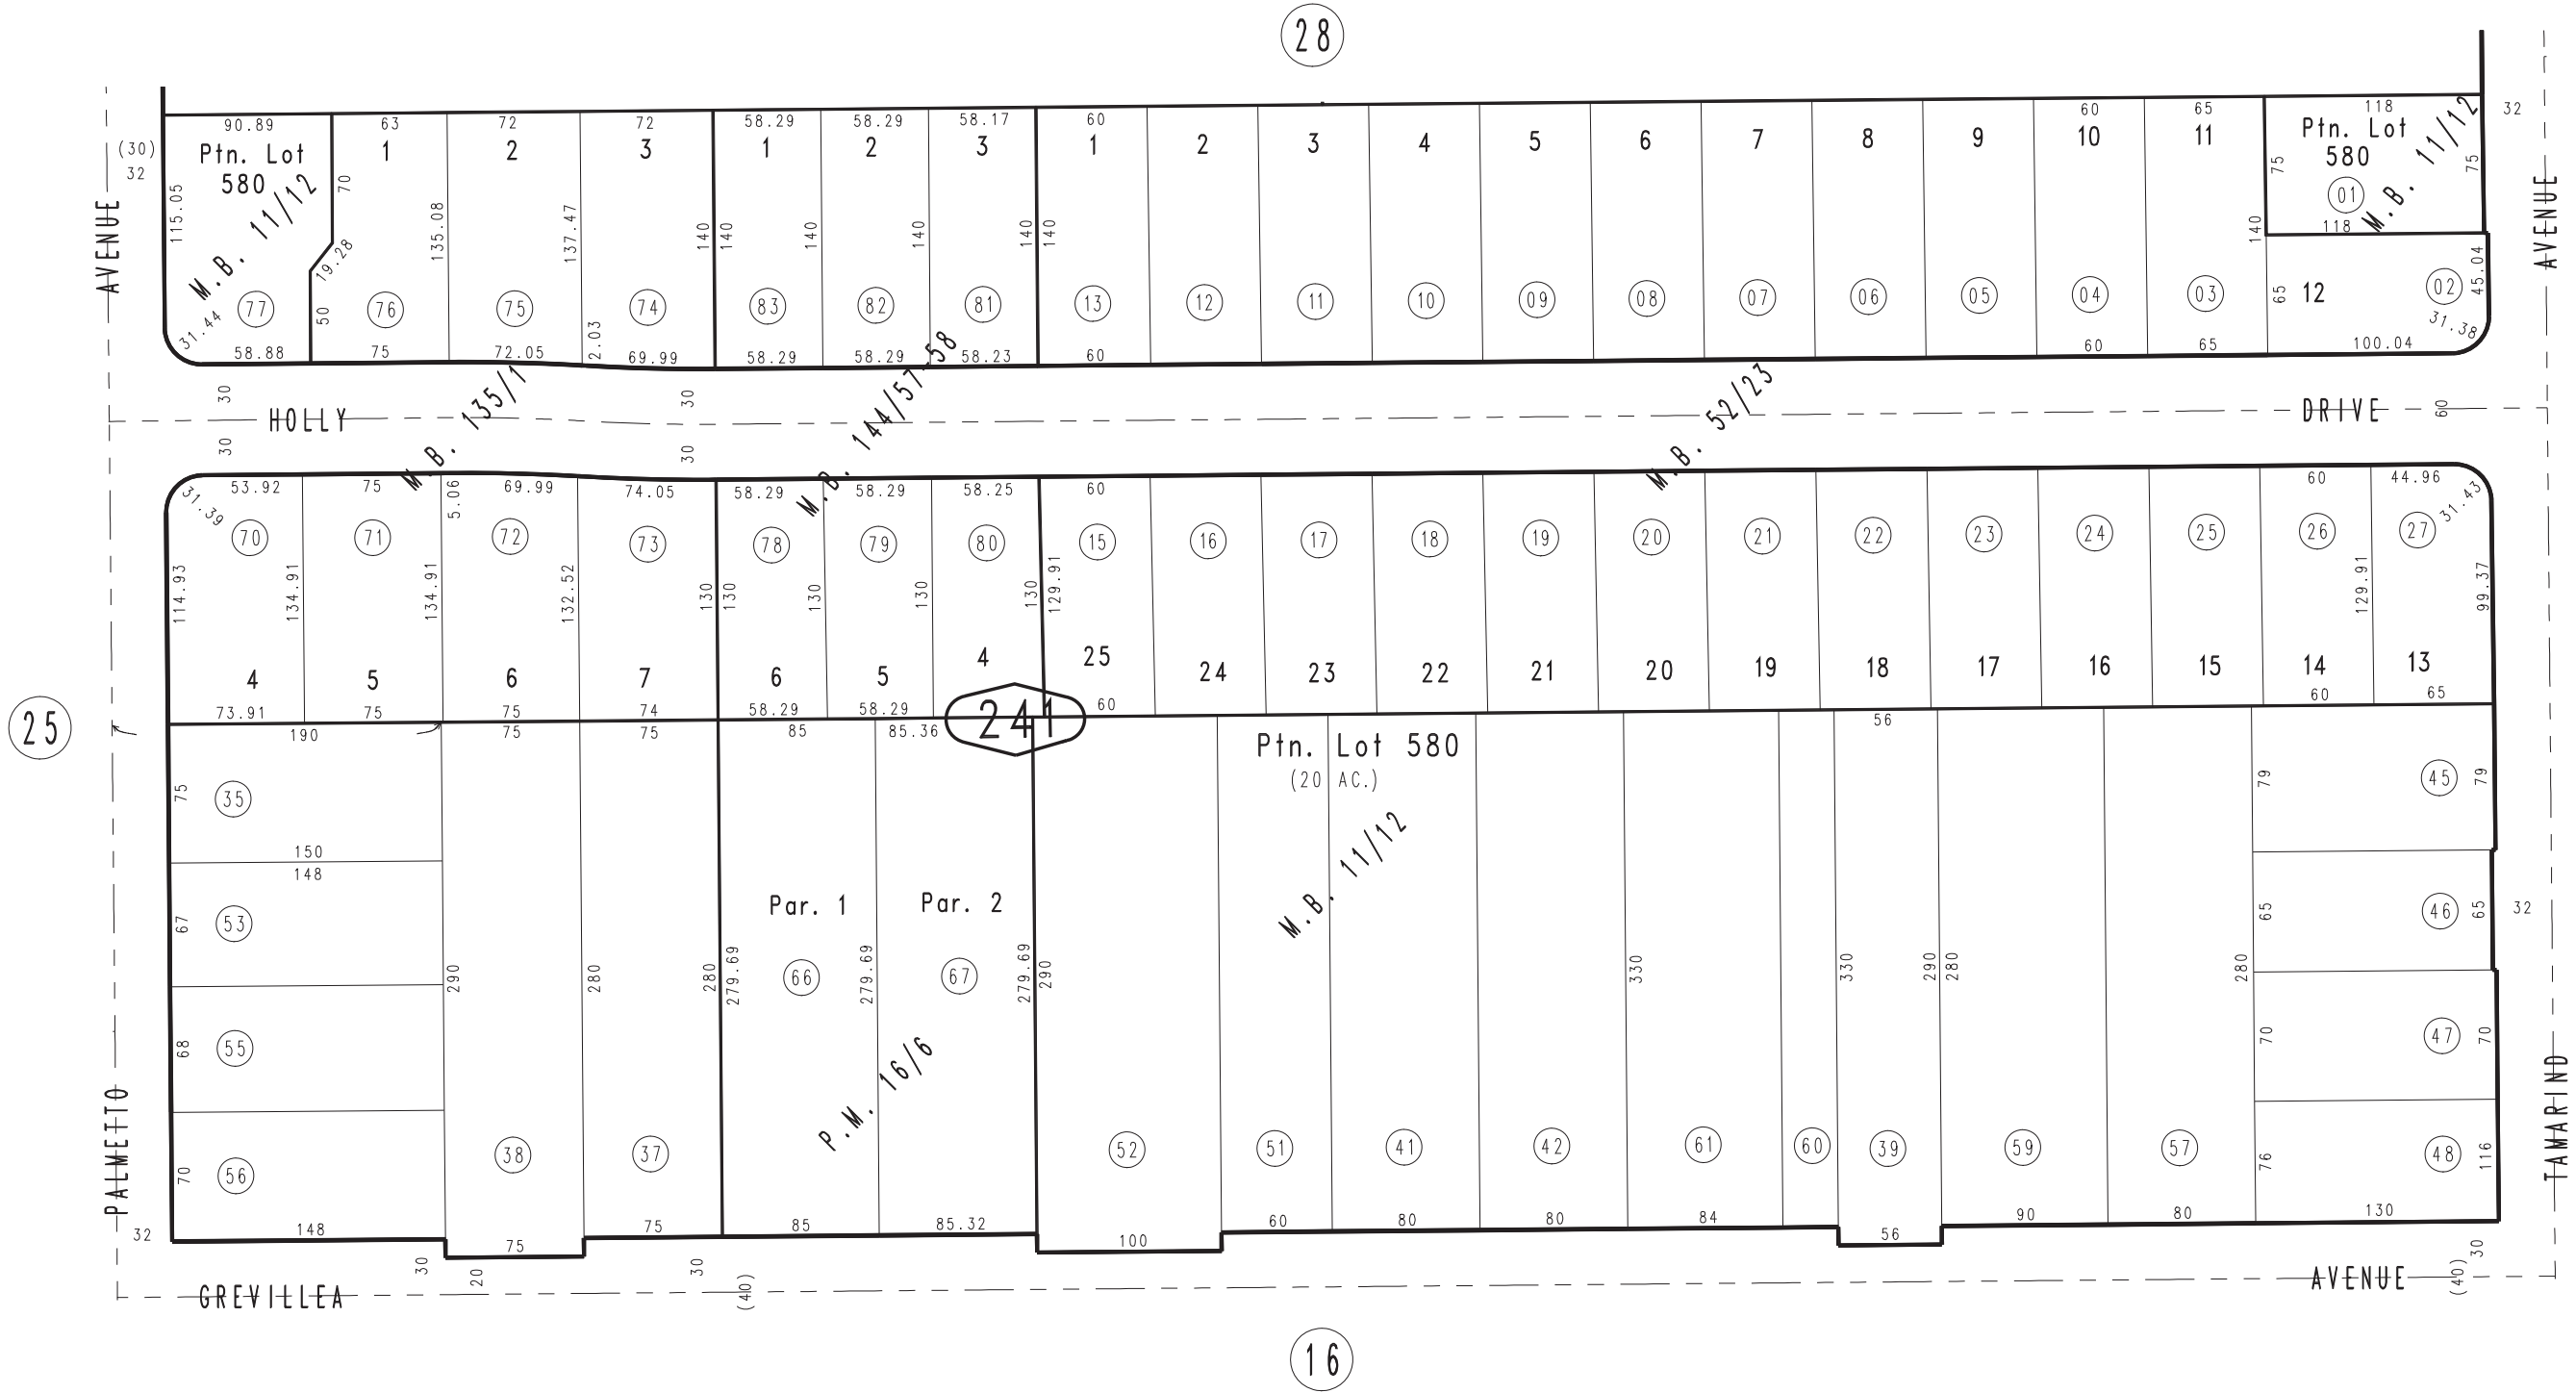 28
90.89 63 72 72 58.29 58.29 58.17 60 60 65 118
(30)
32
32
Ptn. Lot
580
M.B. 11/12
1 2 3 1 2 3 1 2 3 4 5 6 7 8 9 10 11
Ptn. Lot
580
M.B. 11/12
01
75 75
118
AVENUE
AVENUE
115.05 70 19.28 50 135.08 137.47 2.03 140 140 140 140 140 140 140
65 12 02 45.04
31.38
31.44
77 76 75 74 83 82 81 13 12 11 10 09 08 07 06 05 04 03
58.88 75 72.05 69.99 58.29 58.29 58.23 60 60 65 100.04
30 30
HOLLY DRIVE 60
30 30
M.B. 135/1
M.B. 144/57-58
M.B. 52/23
53.92 75 5.06 69.99 74.05 58.29 58.29 58.25 60 60 44.96
31.39 31.43
70 71 72 73 78 79 80 15 16 17 18 19 20 21 22 23 24 25 26 27
114.93 134.91 134.91 132.52 130 130 130 130 130 129.91 129.91 99.37
4 5 6 7 6 5 4 25 24 23 22 21 20 19 18 17 16 15 14 13
73.91 75 75 74 58.29 58.29 60 60 65
241
25
190 75 75 85 85.36 56
Ptn. Lot 580
(20 AC.)
M.B. 11/12
75 35
150
148
67 53
68 55
70 56
148
79 45 79
65 46 65
32
70 47 70
76 48 116
130
Par. 1 Par. 2
66 67
P.M. 16/6
290 280 280 279.69 279.69 279.69 290 330 330 290 280 280
38 37 52 51 41 42 61 60 39 59 57
75 75 85 85.32 100 60 80 80 84 56 90 80
PALMETTO
TAMARIND
32
30 20 30 (40) (40) 30
GREVILLEA AVENUE
16